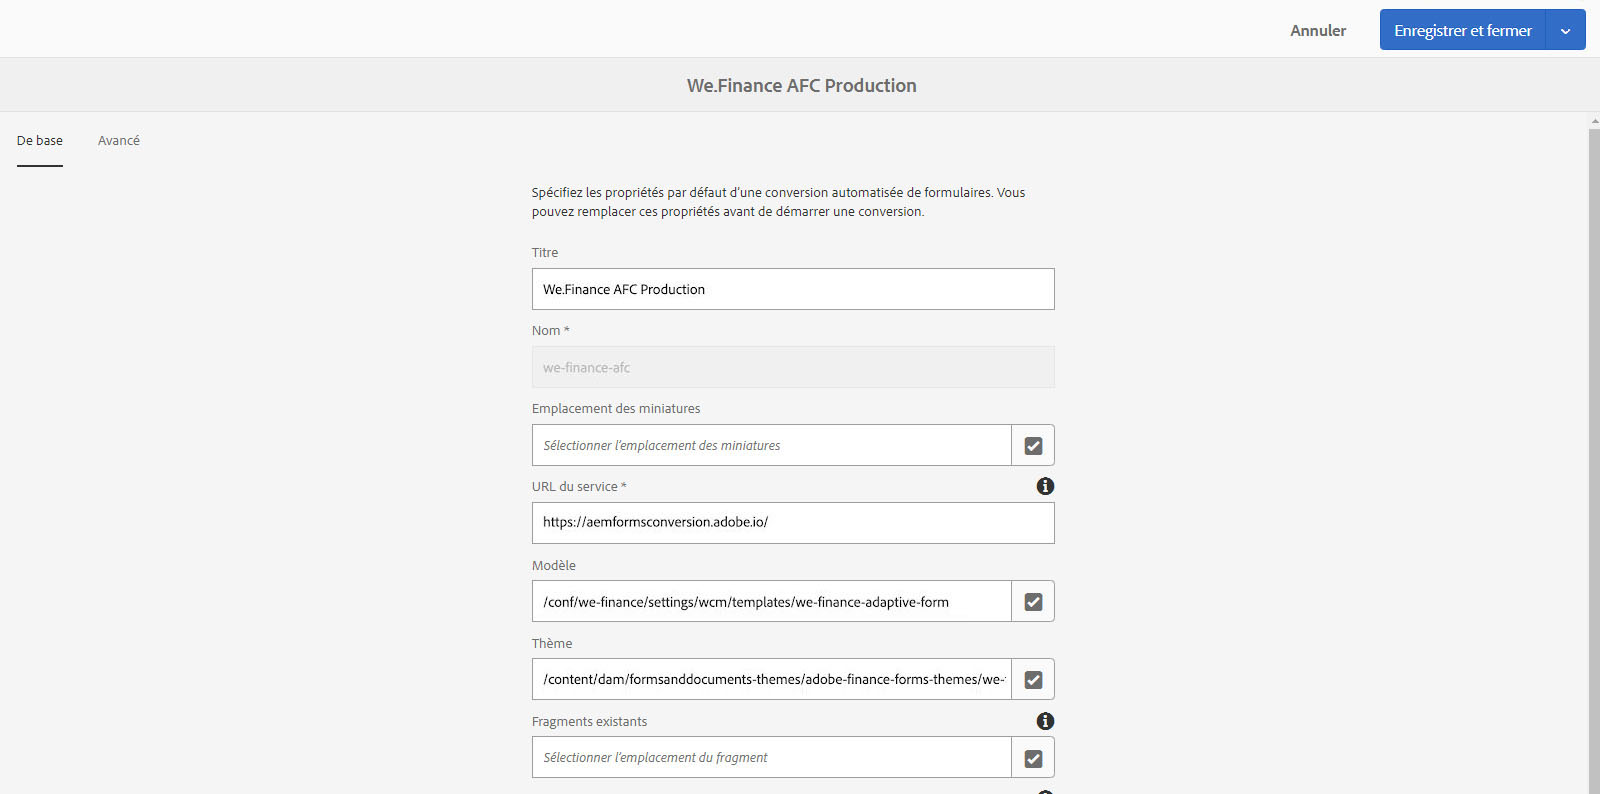 Annuler
Enregistrer et fermer
We.Finance AFC Production
De base
Avancé
Spécifiez les propriétés par défaut d'une conversion automatisée de formulaires. Vous
pouvez remplacer ces propriétés avant de démarrer une conversion.
Titre
We.Finance AFC Production
Nom *
we-finance-afc
Emplacement des miniatures
Sélectionner l'emplacement des miniatures
URL du service *
https://aemformsconversion.adobe.io/
Modèle
/conf/we-finance/settings/wcm/templates/we-finance-adaptive-form
Thème
/content/dam/formsanddocuments-themes/adobe-finance-forms-themes/we-
Fragments existants
Sélectionner l'emplacement du fragment